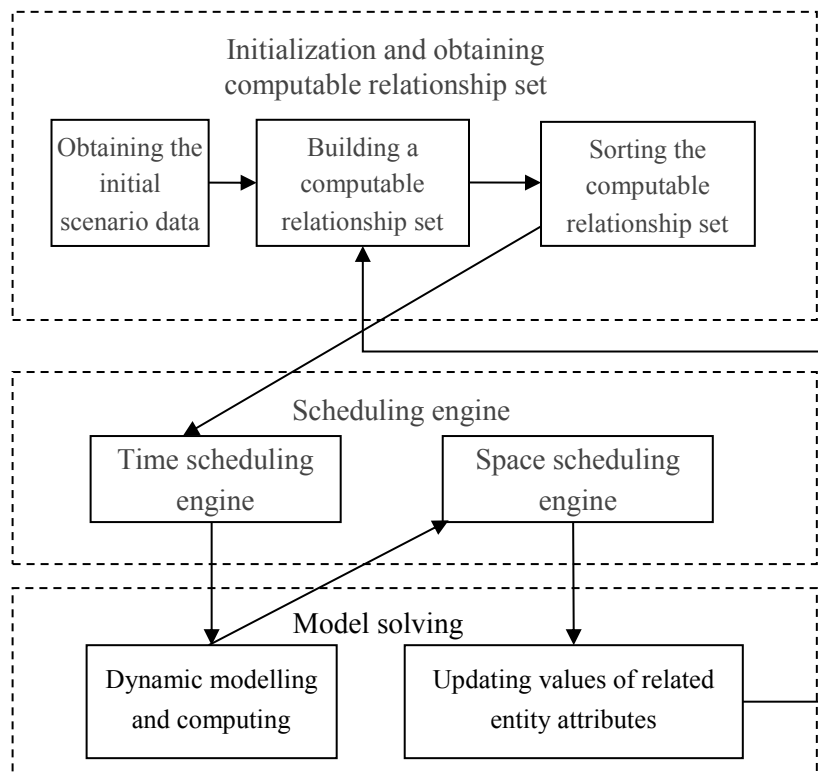 Initialization and obtaining
computable relationship set
Obtaining the
initial
scenario data
Building a
computable
relationship set
Sorting the
computable
relationship set
Scheduling engine
Time scheduling
engine
Space scheduling
engine
Model solving
Dynamic modelling
and computing
Updating values of related
entity attributes